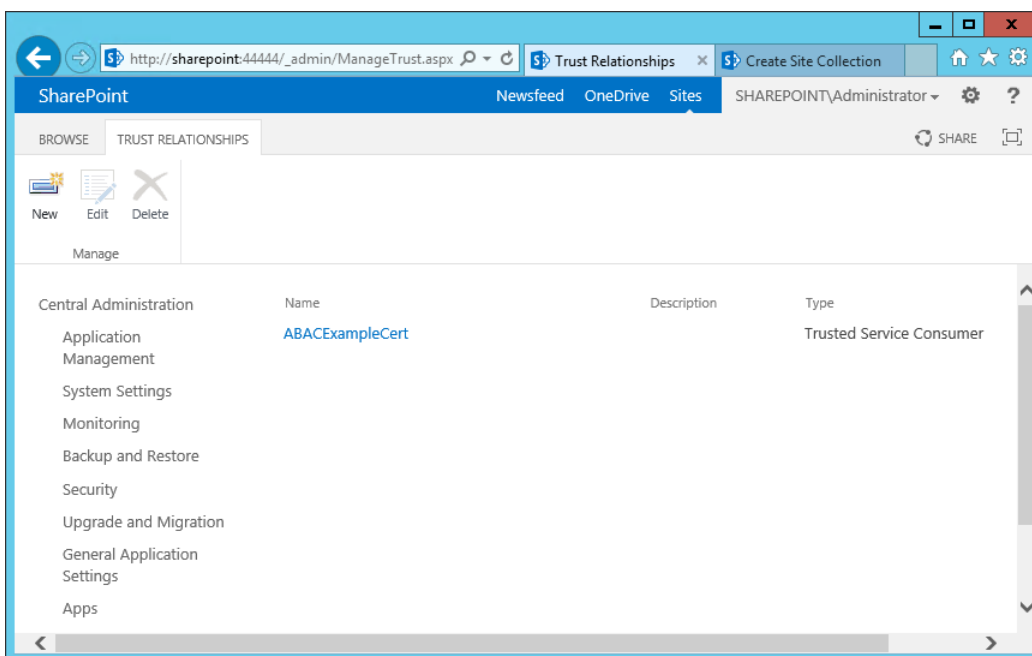 http://sharepoint:44444/_admin/ManageTrust.aspx
Trust Relationships
Create Site Collection
SharePoint
Newsfeed OneDrive Sites SHAREPOINT\Administrator ?
BROWSE TRUST RELATIONSHIPS SHARE
New Edit Delete
Manage
Central Administration
Application
Management
System Settings
Monitoring
Backup and Restore
Security
Upgrade and Migration
General Application
Settings
Apps
Name Description Type
ABACExampleCert Trusted Service Consumer